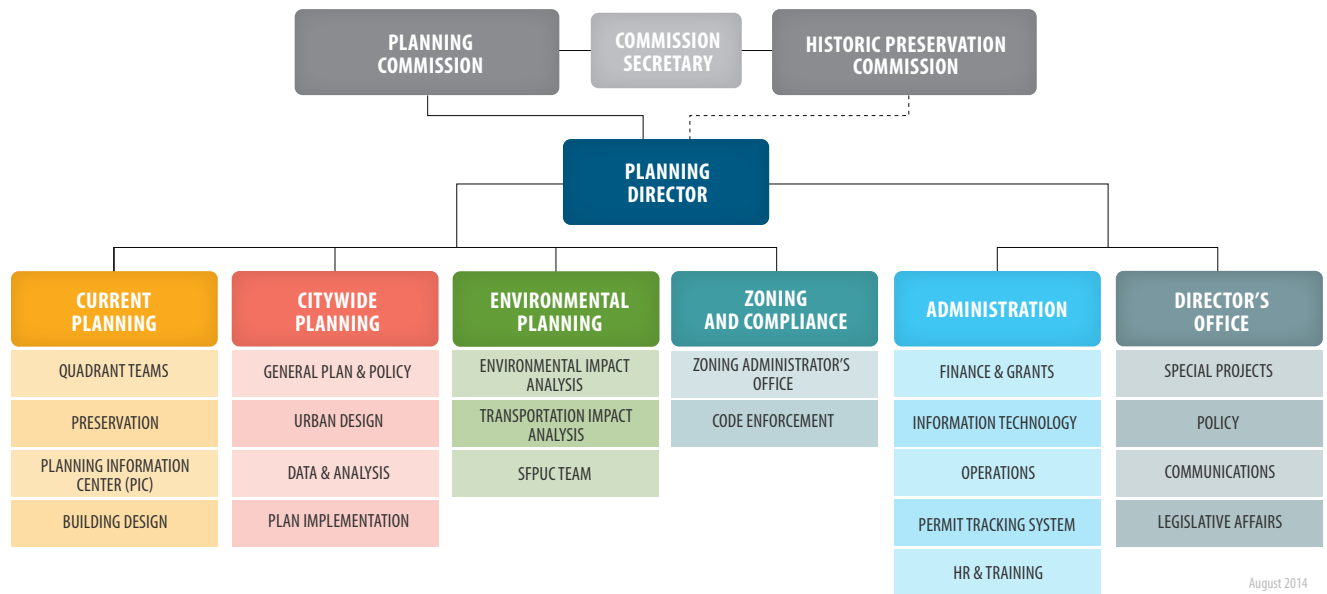 PLANNING
COMMISSION
COMMISSION
SECRETARY
HISTORIC PRESERVATION
COMMISSION
PLANNING
DIRECTOR
CURRENT
PLANNING
QUADRANT TEAMS
PRESERVATION
PLANNING INFORMATION
CENTER (PIC)
BUILDING DESIGN
CITYWIDE
PLANNING
GENERAL PLAN & POLICY
URBAN DESIGN
DATA & ANALYSIS
PLAN IMPLEMENTATION
ENVIRONMENTAL
PLANNING
ENVIRONMENTAL IMPACT
ANALYSIS
TRANSPORTATION IMPACT
ANALYSIS
SFPUC TEAM
ZONING
AND COMPLIANCE
ZONING ADMINISTRATOR'S
OFFICE
CODE ENFORCEMENT
ADMINISTRATION
FINANCE & GRANTS
INFORMATION TECHNOLOGY
OPERATIONS
PERMIT TRACKING SYSTEM
HR & TRAINING
DIRECTOR'S
OFFICE
SPECIAL PROJECTS
POLICY
COMMUNICATIONS
LEGISLATIVE AFFAIRS
August 2014